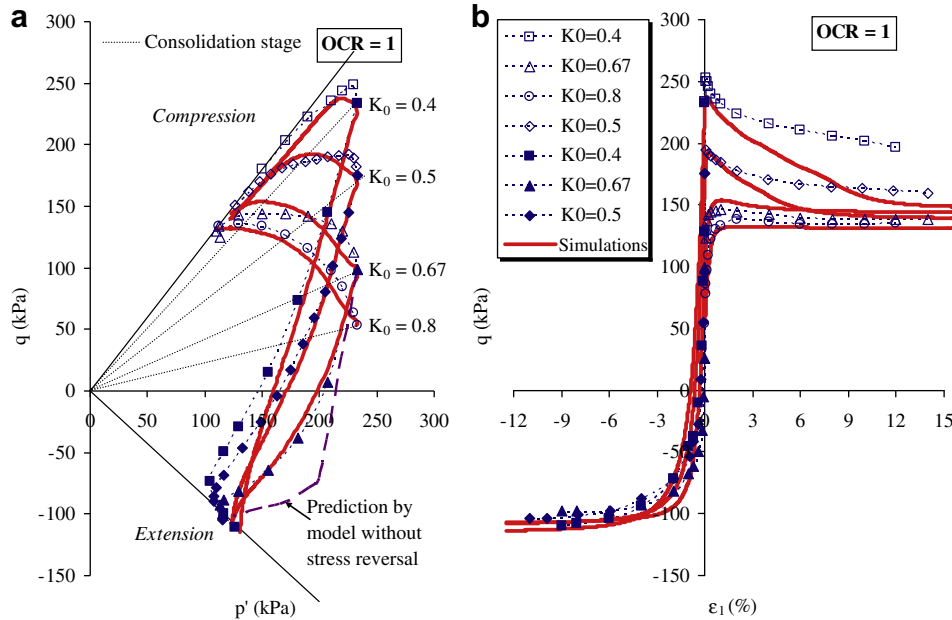 a
300
250
200
150
100
50
0
-50
-100
-150
q (kPa)
Consolidation stage
OCR = 1
Compression
K0 = 0.4
K0 = 0.5
K0 = 0.67
K0 = 0.8
0 50 100 150 200 250 300
Extension
Prediction by
model without
stress reversal
p' (kPa)
b
300
250
200
150
100
50
0
-50
-100
-150
q (kPa)
K0=0.4
K0=0.67
K0=0.8
K0=0.5
K0=0.4
K0=0.67
K0=0.5
Simulations
OCR = 1
-12 -9 -6 -3 0 3 6 9 12 15
ε1 (%)